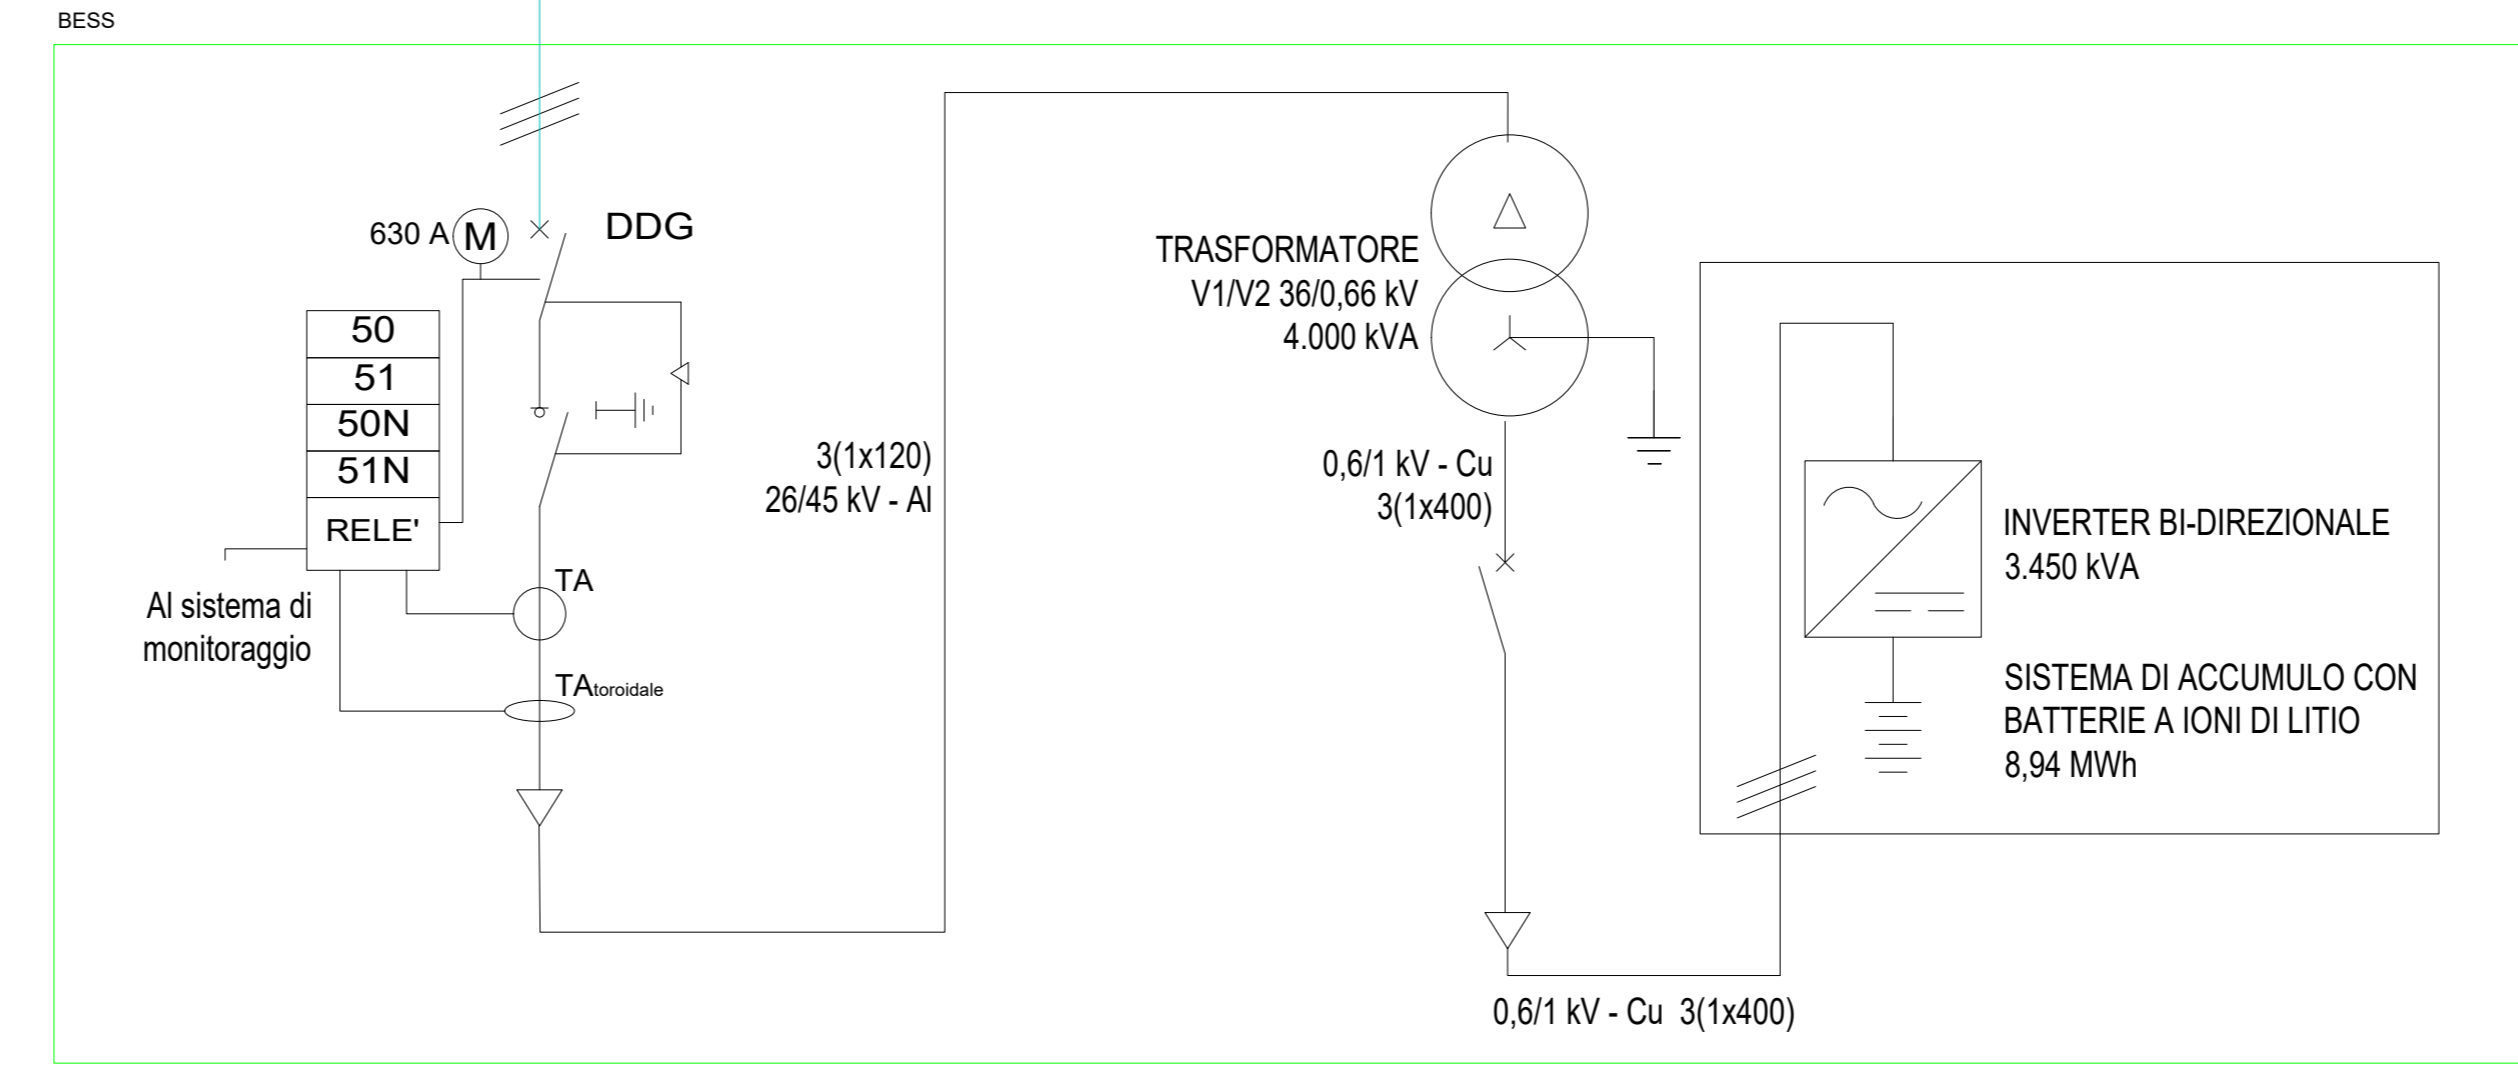 BESS
630 A
M
DDG
50
51
50N
51N
RELE'
Al sistema di
monitoraggio
TA
TAtoroidale
3(1x120)
26/45 kV - Al
TRASFORMATORE
V1/V2 36/0,66 kV
4.000 kVA
0,6/1 kV - Cu
3(1x400)
INVERTER BI-DIREZIONALE
3.450 kVA
SISTEMA DI ACCUMULO CON
BATTERIE A IONI DI LITIO
8,94 MWh
0,6/1 kV - Cu 3(1x400)